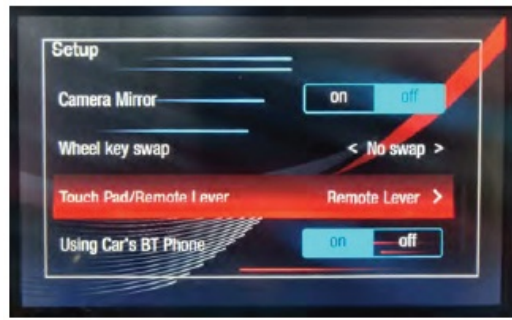 Setup
Camera Mirror on off
Wheel key swap < No swap >
Touch Pad/Remote Lever Remote Lever >
Using Car's BT Phone on off